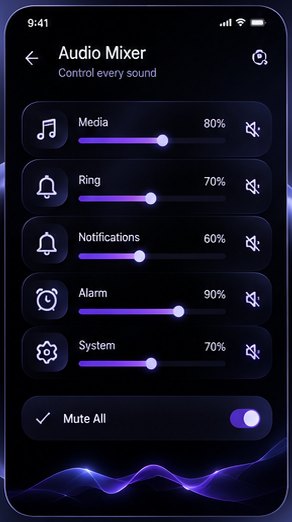 9:41
Audio Mixer
Control every sound
Media 80%
Ring 70%
Notifications 60%
Alarm 90%
System 70%
Mute All